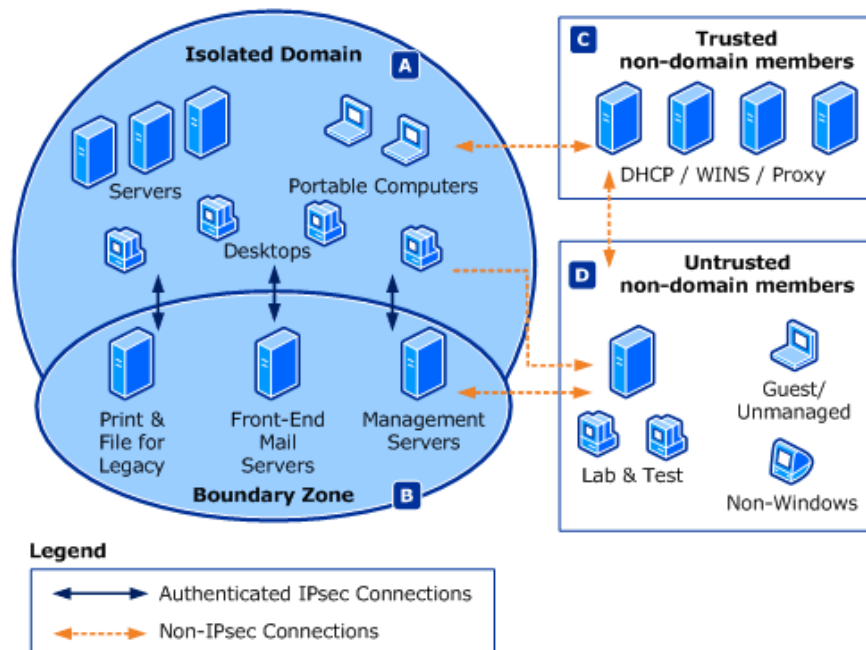 Isolated Domain
A
Servers
Portable Computers
Desktops
Print &
File for
Legacy
Front-End
Mail
Servers
Management
Servers
Boundary Zone
B
C
Trusted
non-domain members
DHCP / WINS / Proxy
D
Untrusted
non-domain members
Guest/
Unmanaged
Lab & Test
Non-Windows
Legend
Authenticated IPsec Connections
Non-IPsec Connections